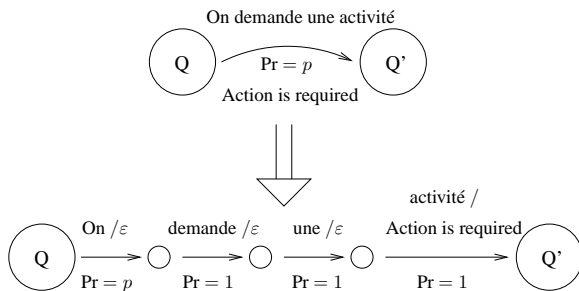 On demande une activité
Q
Q'
Pr = p
Action is required
activité /
On /ε
demande /ε
une /ε
Action is required
Q
Q'
Pr = p
Pr = 1
Pr = 1
Pr = 1